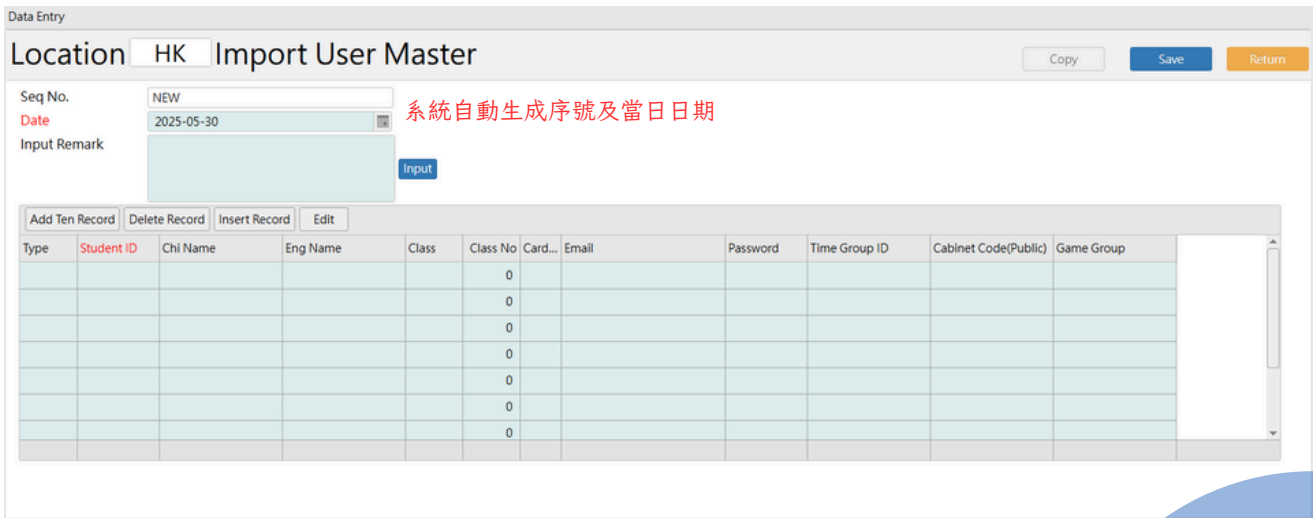 Data Entry
Location HK Import User Master Copy Save Return
Seq No. NEW
Date 2025-05-30 系統自動生成序號及當日日期
Input Remark Input
Add Ten Record Delete Record Insert Record Edit
Type Student ID Chi Name Eng Name Class Class No Card... Email Password Time Group ID Cabinet Code(Public) Game Group
0
0
0
0
0
0
0